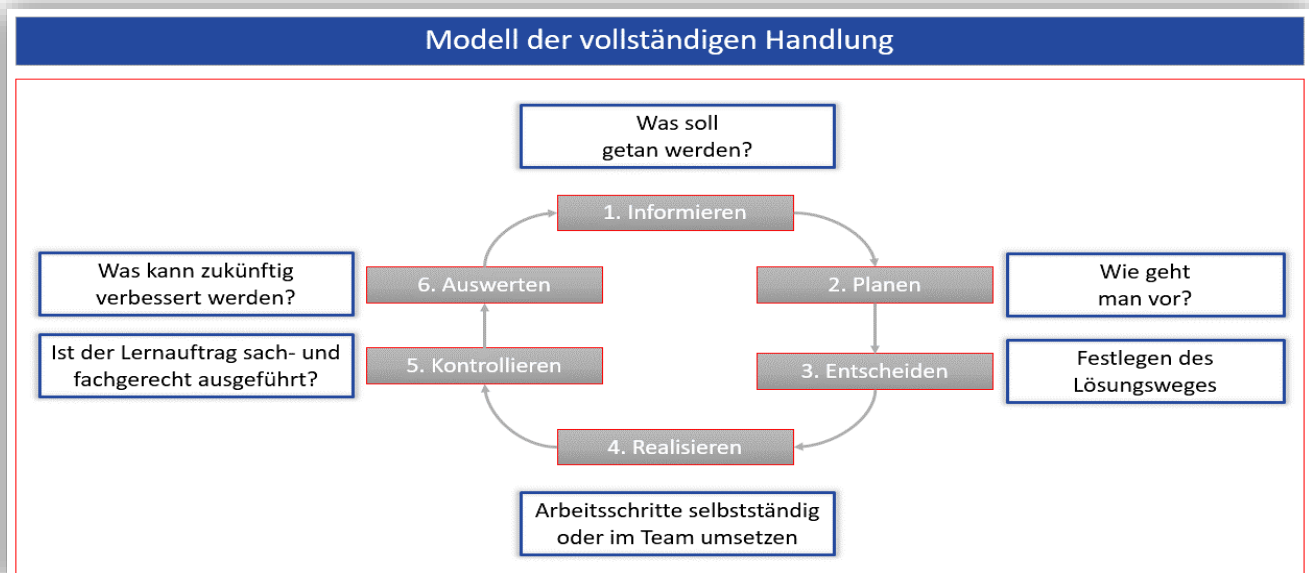 Modell der vollständigen Handlung
Was soll
getan werden?
1. Informieren
2. Planen
Wie geht
man vor?
3. Entscheiden
Festlegen des
Lösungsweges
4. Realisieren
Arbeitsschritte selbstständig
oder im Team umsetzen
5. Kontrollieren
Ist der Lernauftrag sach- und
fachgerecht ausgeführt?
6. Auswerten
Was kann zukünftig
verbessert werden?